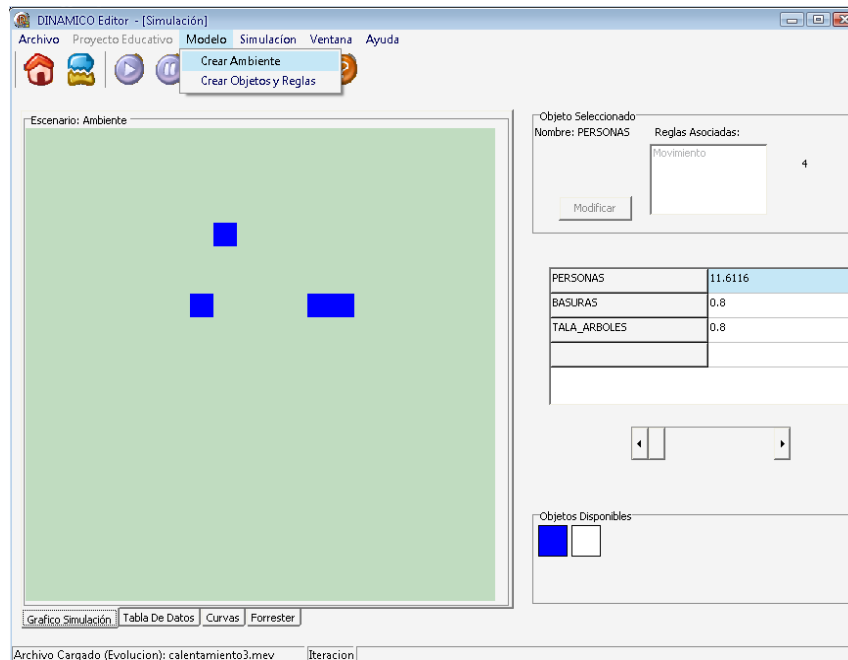 DINAMICO Editor - [Simulación]
Archivo Proyecto Educativo Modelo Simulacíon Ventana Ayuda
Crear Ambiente
Crear Objetos y Reglas
Escenario: Ambiente
Objeto Seleccionado
Nombre: PERSONAS Reglas Asociadas:
Movimiento
4
Modificar
PERSONAS 11.6116
BASURAS 0.8
TALA_ARBOLES 0.8
Objetos Disponibles
Grafico Simulación Tabla De Datos Curvas Forrester
Archivo Cargado (Evolucion): calentamiento3.mev Iteracion